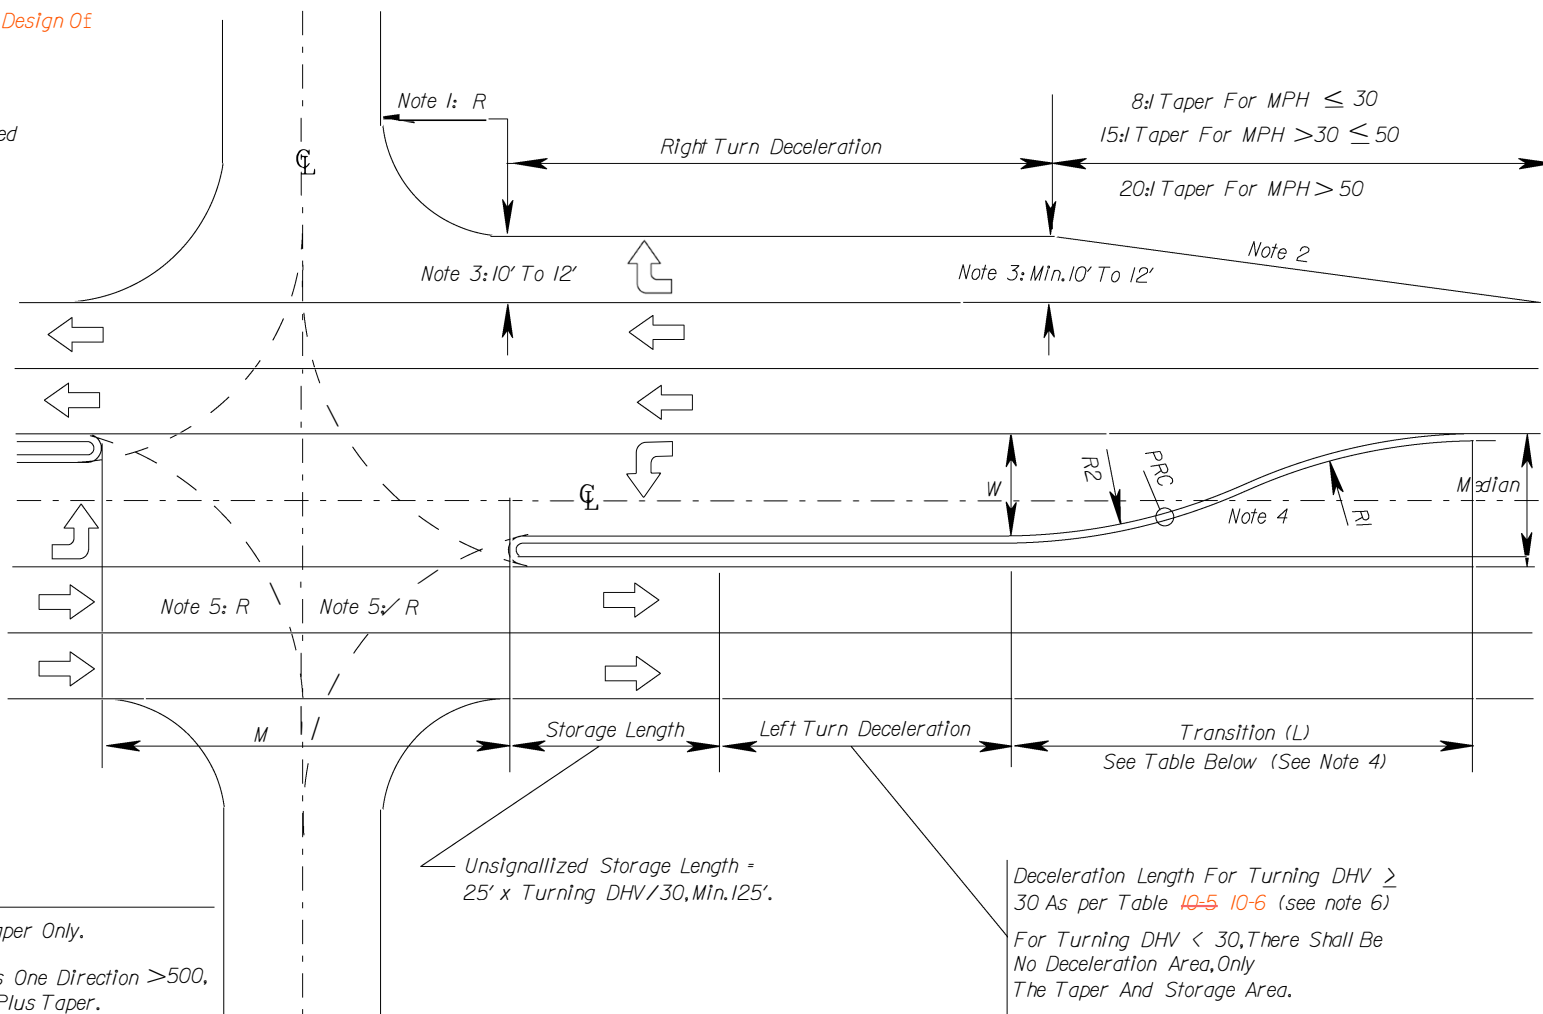 Design Of
ed
Note 1: R
8:1 Taper For MPH ≤ 30
15:1 Taper For MPH >30 ≤ 50
Right Turn Deceleration
20:1 Taper For MPH > 50
℄
Note 2
Note 3: 10' To 12'
Note 3: Min. 10' To 12'
W
R2
PRC
Median
℄
Note 4
R1
Note 5: R
Note 5: R
M
Storage Length
Left Turn Deceleration
Transition (L)
See Table Below (See Note 4)
Unsignallized Storage Length =
25' x Turning DHV/30, Min. 125'.
Deceleration Length For Turning DHV ≥
30 As per Table 10-5 10-6 (see note 6)
For Turning DHV < 30, There Shall Be
No Deceleration Area, Only
The Taper And Storage Area.
aper Only.
s One Direction >500,
Plus Taper.